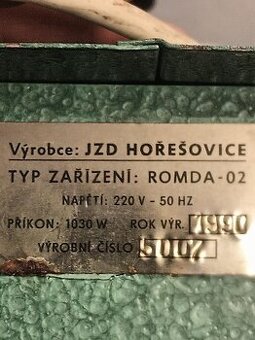 Výrobce: JZD HOŘEŠOVICE
TYP ZAŘÍZENÍ: ROMDA-02
NAPĚTÍ: 220 V - 50 HZ
PŘÍKON: 1030 W ROK VÝR. 1990
VÝROBNÍ ČÍSLO 5007